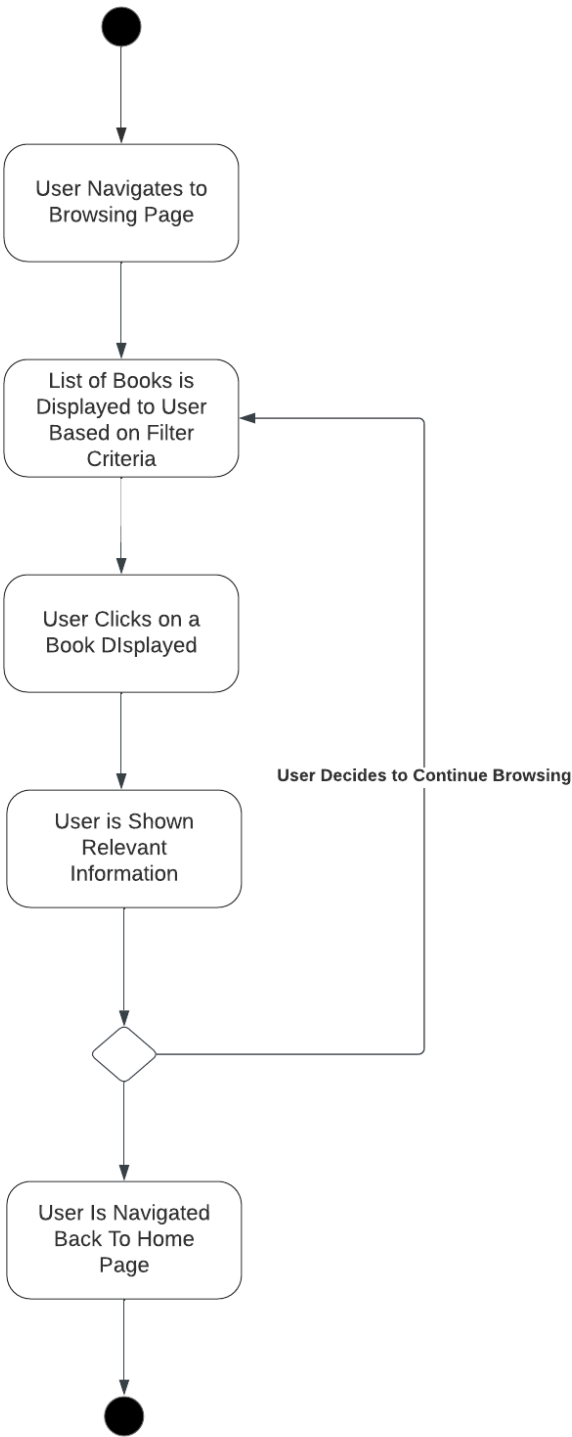 User Navigates to
Browsing Page
List of Books is
Displayed to User
Based on Filter
Criteria
User Clicks on a
Book DIsplayed
User Decides to Continue Browsing
User is Shown
Relevant
Information
User Is Navigated
Back To Home
Page